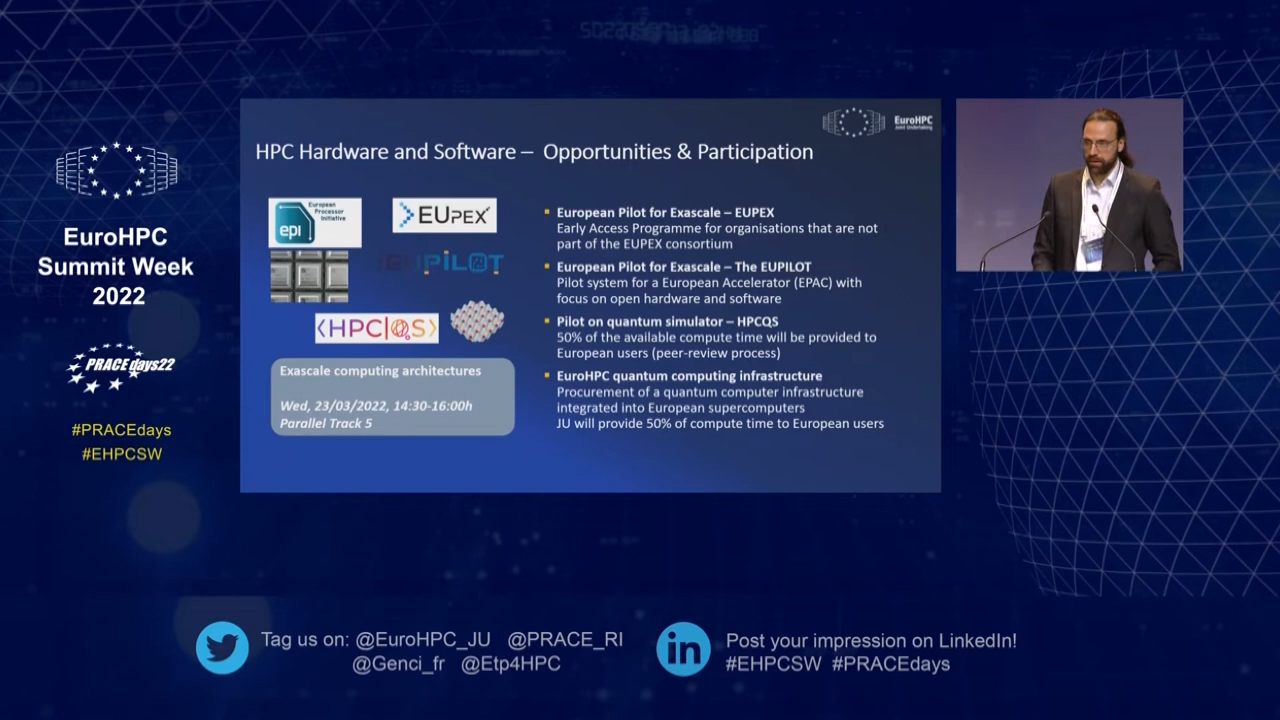 EuroHPC
Summit Week
2022
PRACEdays22
#PRACEdays
#EHPCSW
EuroHPC
Joint Undertaking
HPC Hardware and Software – Opportunities & Participation
European
Processor
Initiative
epi
EUPEX
EUPILOT
<HPC|QS>
Exascale computing architectures
Wed, 23/03/2022, 14:30-16:00h
Parallel Track 5
European Pilot for Exascale – EUPEX
Early Access Programme for organisations that are not
part of the EUPEX consortium
European Pilot for Exascale – The EUPILOT
Pilot system for a European Accelerator (EPAC) with
focus on open hardware and software
Pilot on quantum simulator – HPCQS
50% of the available compute time will be provided to
European users (peer-review process)
EuroHPC quantum computing infrastructure
Procurement of a quantum computer infrastructure
integrated into European supercomputers
JU will provide 50% of compute time to European users
Tag us on: @EuroHPC_JU @PRACE_RI
@Genci_fr @Etp4HPC
in
Post your impression on LinkedIn!
#EHPCSW #PRACEdays